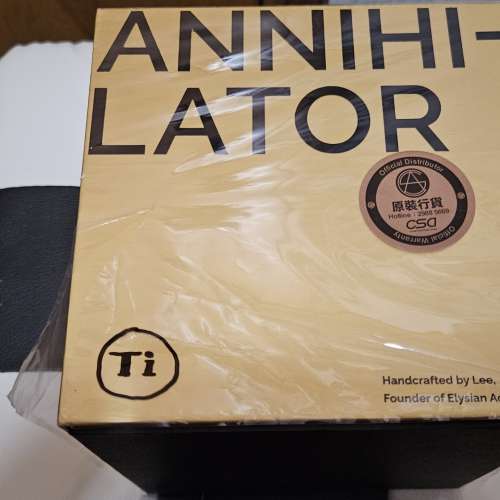 ANNIHI-
LATOR
Official Distributor
原裝行貨
Hotline : 2988 5669
CSG
Official Warranty
Ti
Handcrafted by Lee,
Founder of Elysian Ac